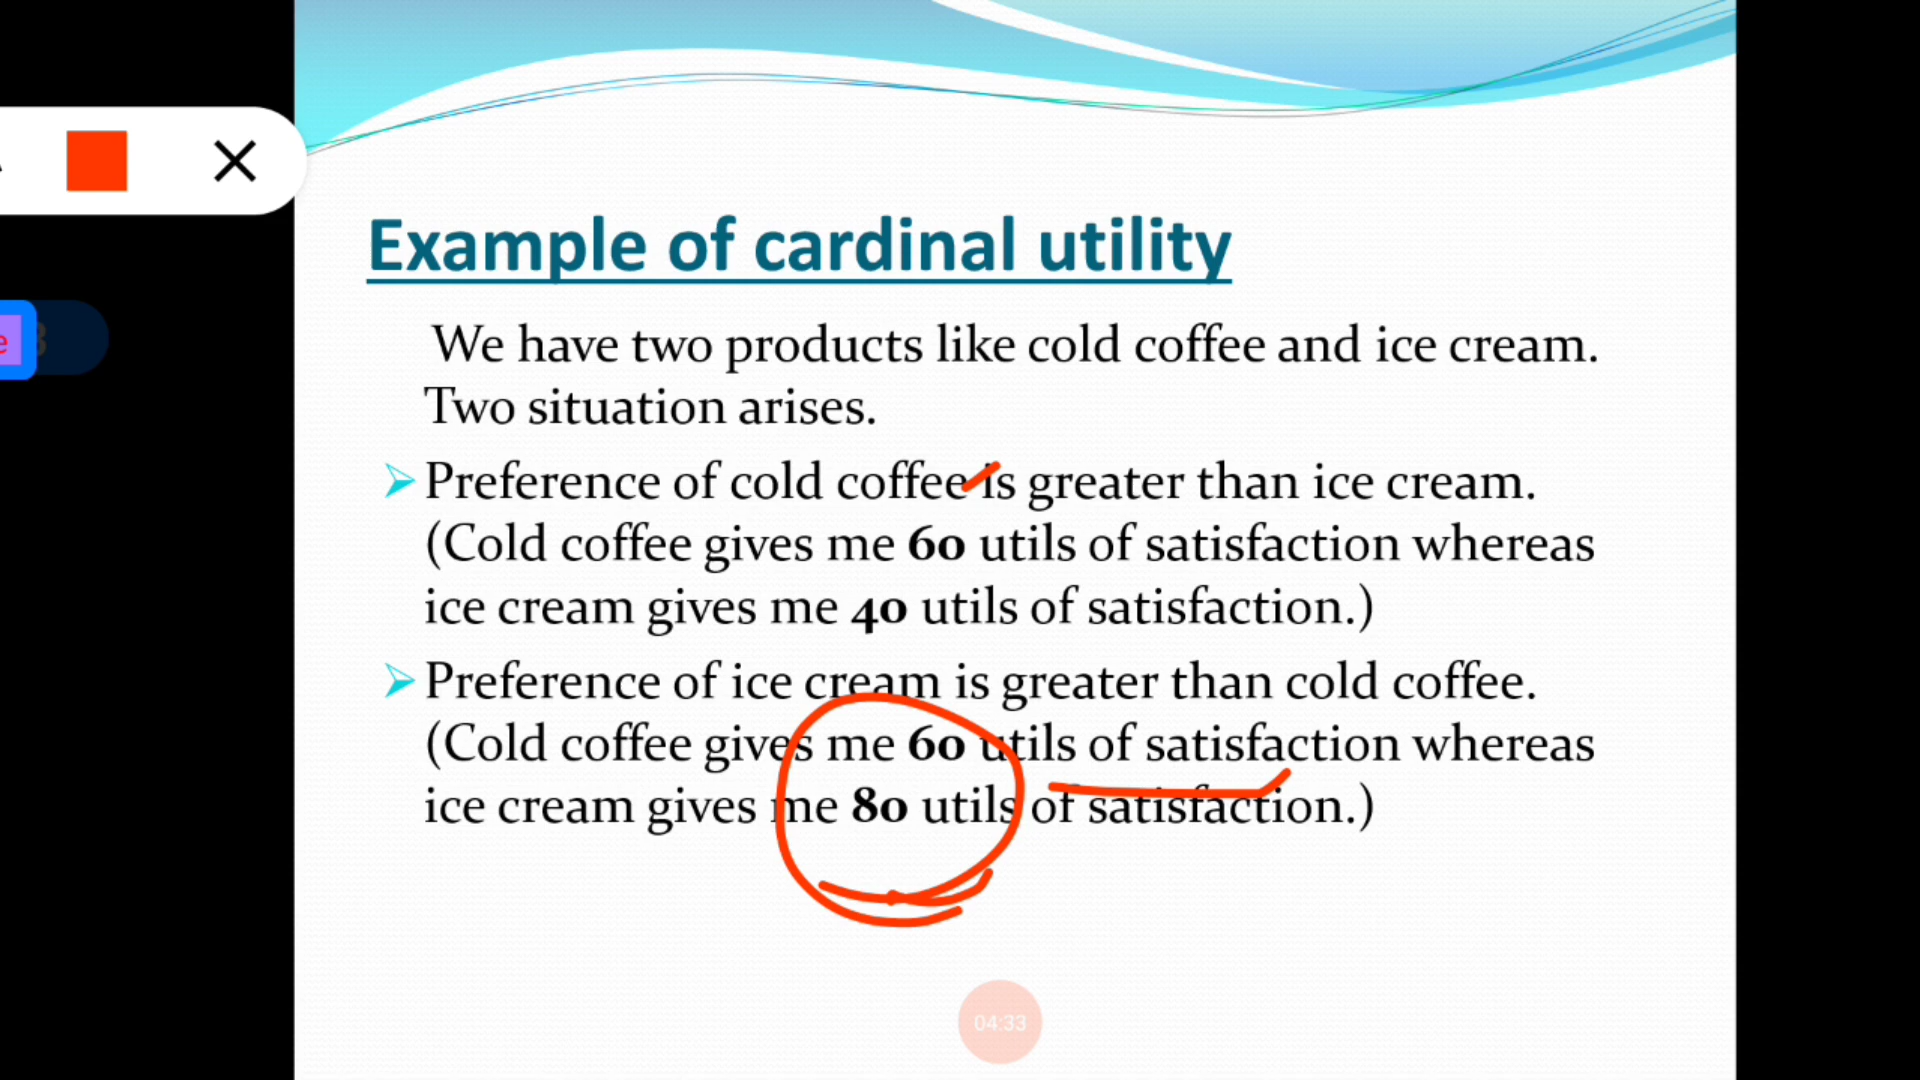 Example of cardinal utility
We have two products like cold coffee and ice cream.
Two situation arises.
Preference of cold coffee is greater than ice cream.
(Cold coffee gives me 60 utils of satisfaction whereas
ice cream gives me 40 utils of satisfaction.)
Preference of ice cream is greater than cold coffee.
(Cold coffee gives me 60 utils of satisfaction whereas
ice cream gives me 80 utils of satisfaction.)
04:33